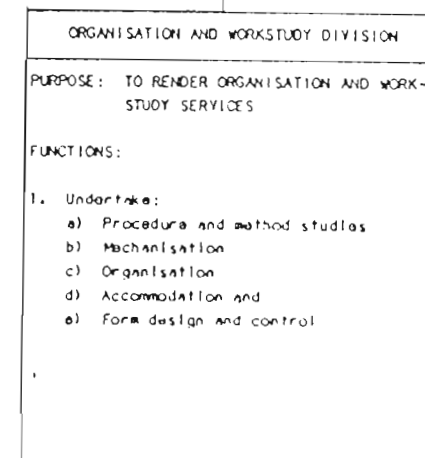 ORGANISATION AND WORKSTUDY DIVISION
PURPOSE: TO RENDER ORGANISATION AND WORK-
STUDY SERVICES
FUNCTIONS:
1. Undertake:
a) Procedure and method studies
b) Mechanisation
c) Organisation
d) Accommodation and
e) Form design and control